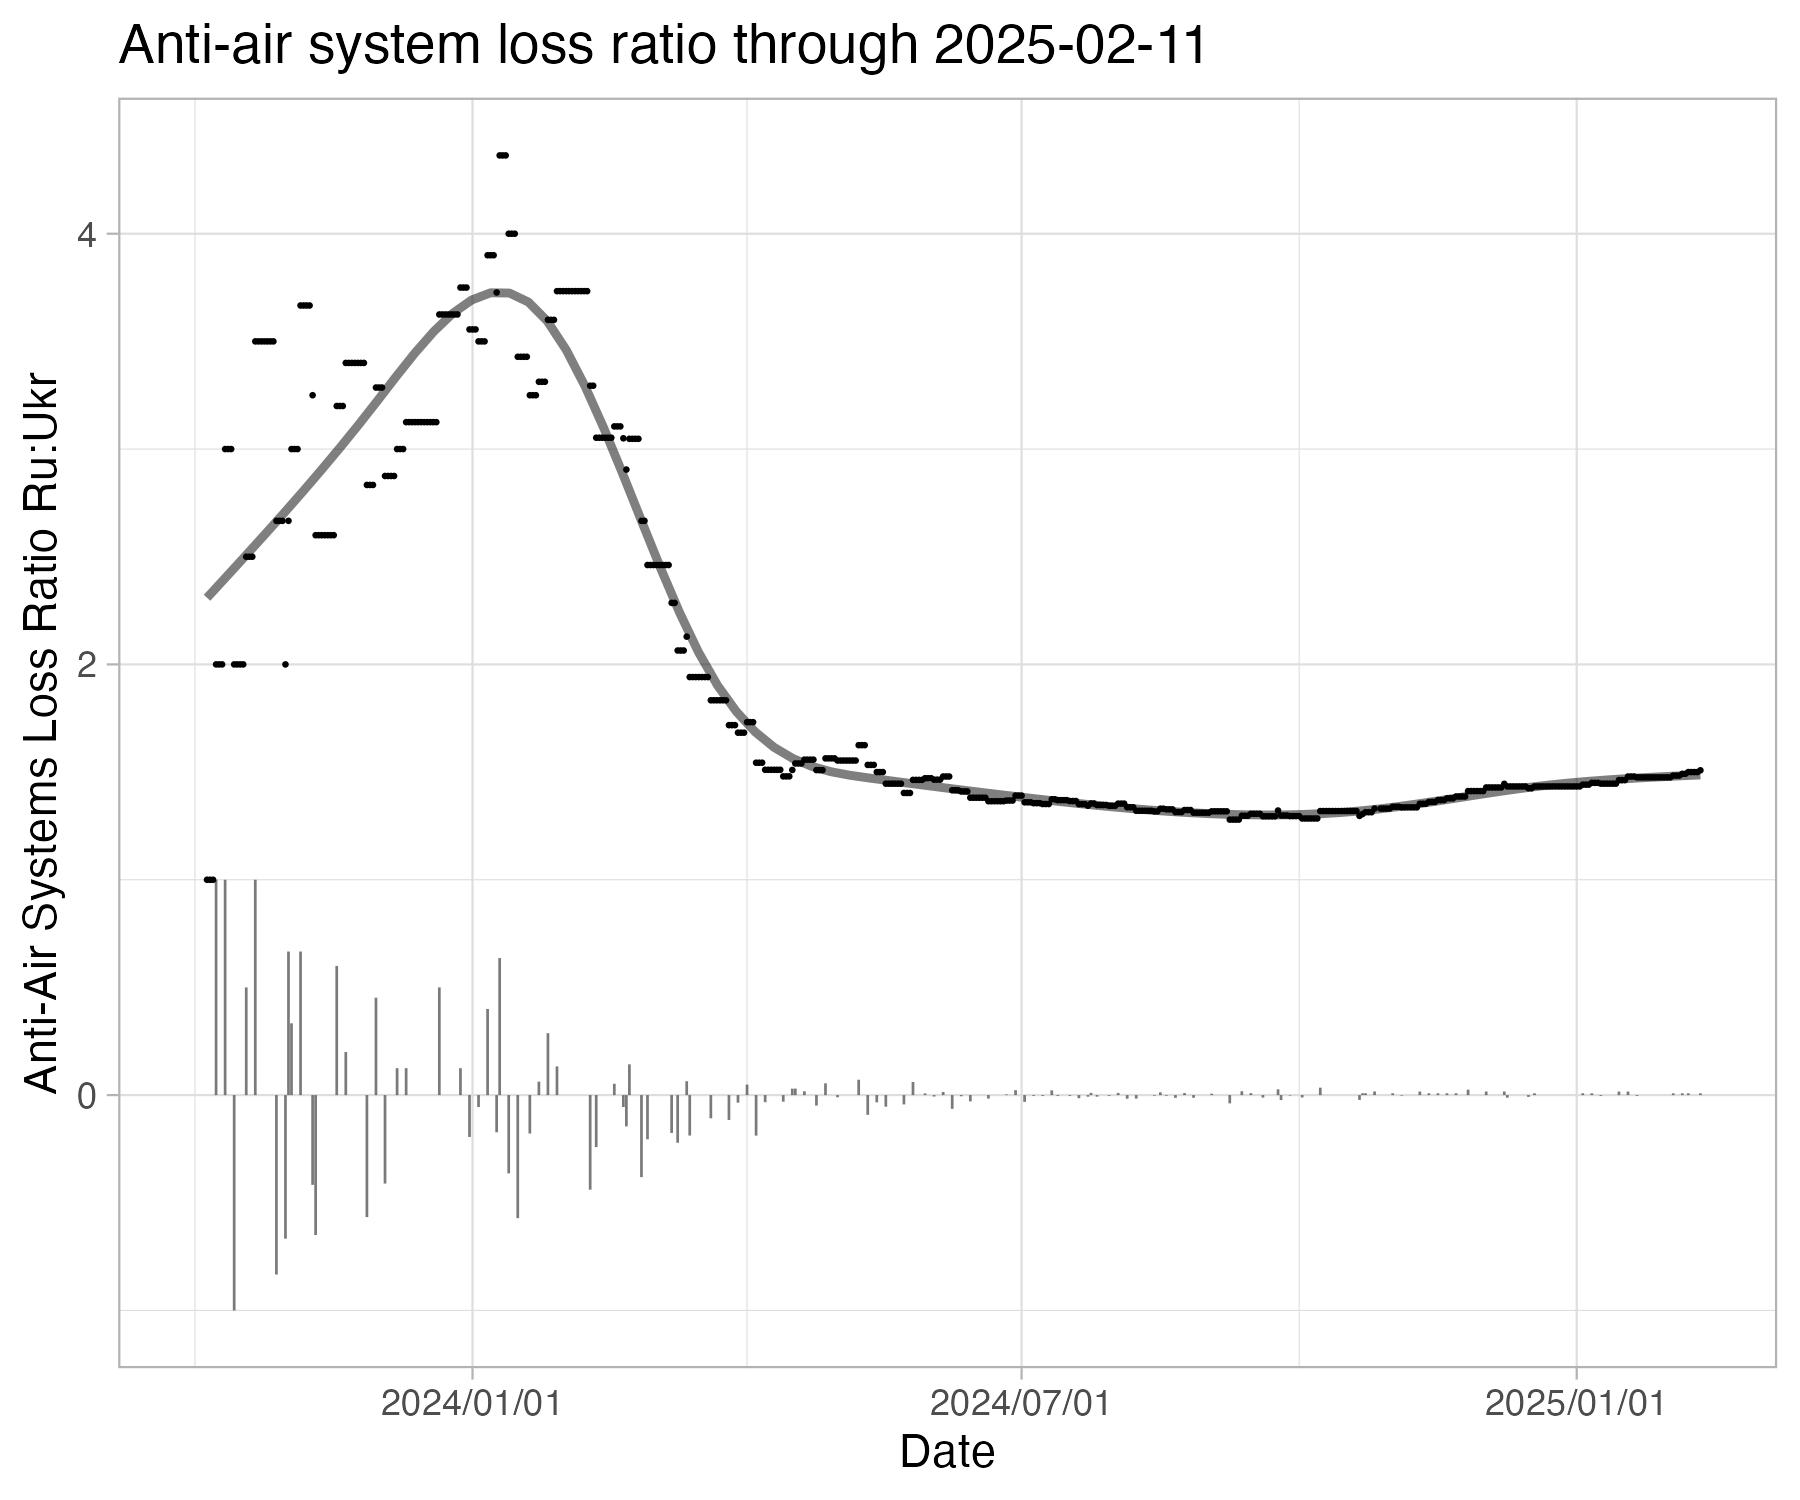 Anti-air system loss ratio through 2025-02-11
Anti-Air Systems Loss Ratio Ru:Ukr
4
2
0
2024/01/01
2024/07/01
2025/01/01
Date